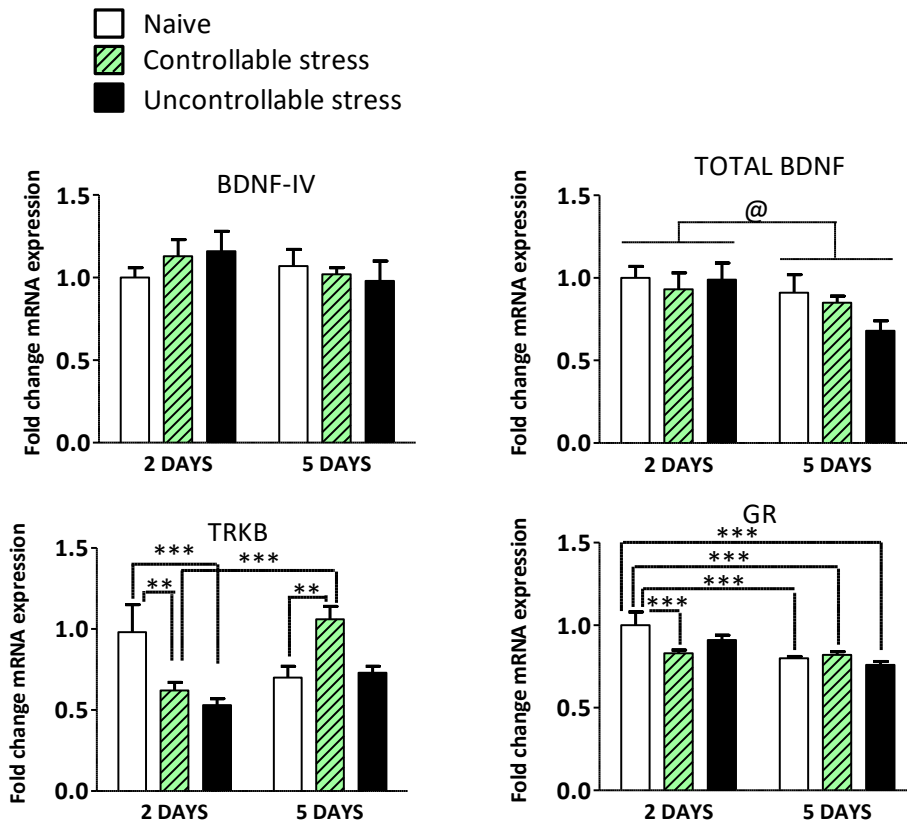 Naive
Controllable stress
Uncontrollable stress
BDNF-IV
Fold change mRNA expression
1.5
1.0
0.5
0.0
2 DAYS 5 DAYS
TOTAL BDNF
@
Fold change mRNA expression
1.5
1.0
0.5
0.0
2 DAYS 5 DAYS
TRKB
*** ***
** **
Fold change mRNA expression
1.5
1.0
0.5
0.0
2 DAYS 5 DAYS
GR
***
***
***
***
Fold change mRNA expression
1.5
1.0
0.5
0.0
2 DAYS 5 DAYS